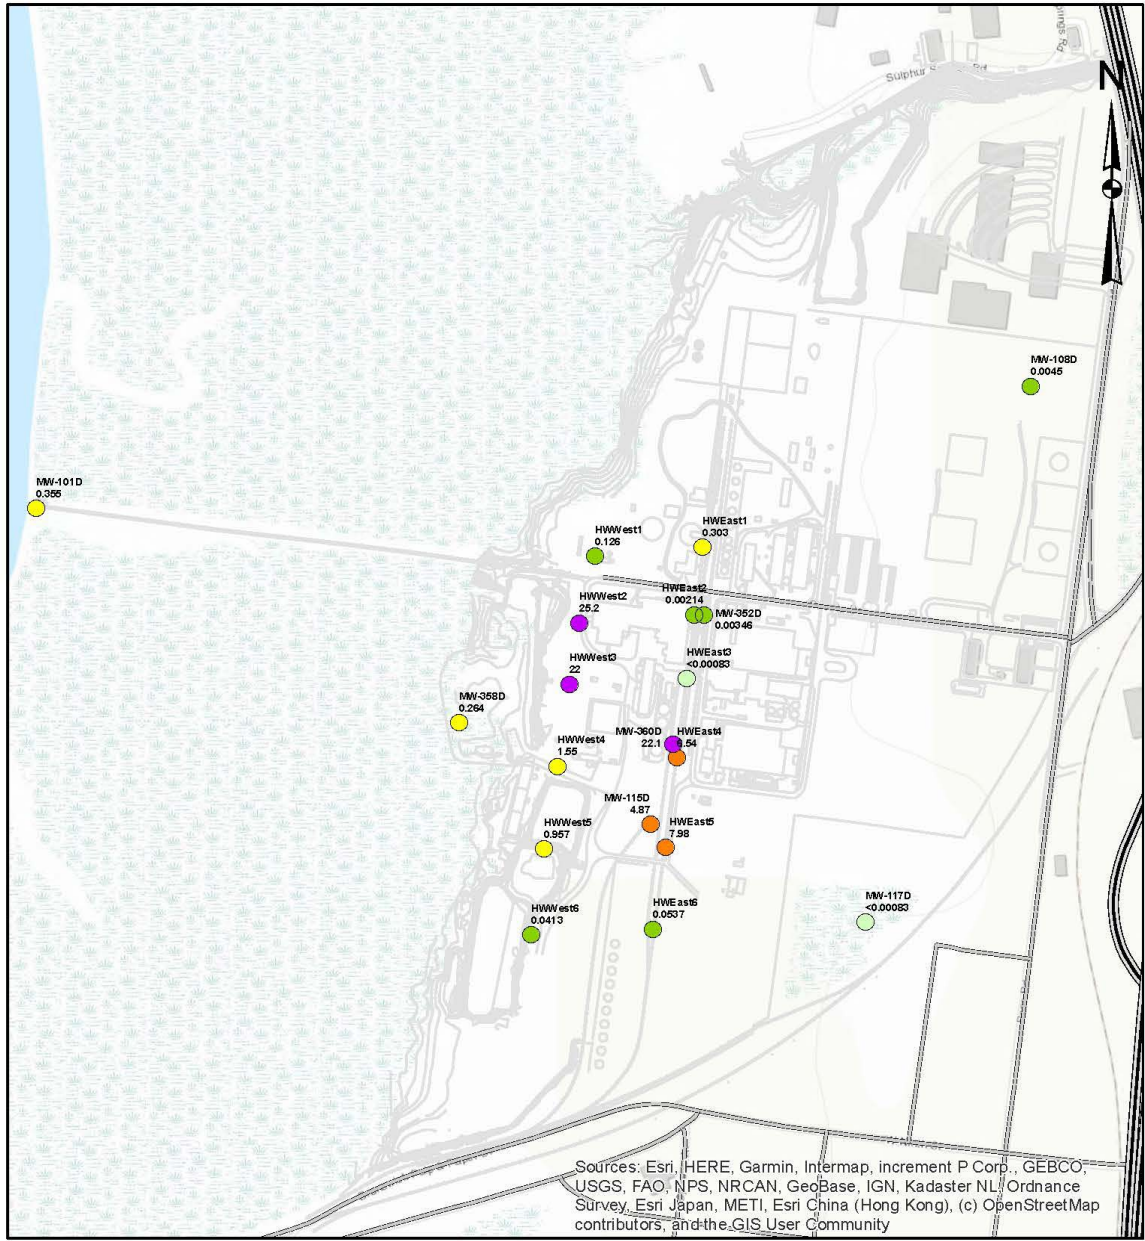 Sulphur
Rd
ings Rd
N
MW-108D
0.0045
MW-101D
0.355
HWWest1
0.126
HWEast1
0.303
HWWest2
25.2
HWEast2
0.00214
MW-352D
0.00346
HWWest3
22
HWEast3
<0.00083
MW-358D
0.264
MW-360D
22.1
HWEast4
6.54
HWWest4
1.55
MW-115D
4.87
HWEast5
7.98
HWWest5
0.957
MW-117D
<0.00083
HWWest6
0.0413
HWEast6
0.0537
Sources: Esri, HERE, Garmin, Intermap, increment P Corp., GEBCO,
USGS, FAO, NPS, NRCAN, GeoBase, IGN, Kadaster NL, Ordnance
Survey, Esri Japan, METI, Esri China (Hong Kong), (c) OpenStreetMap
contributors, and the GIS User Community